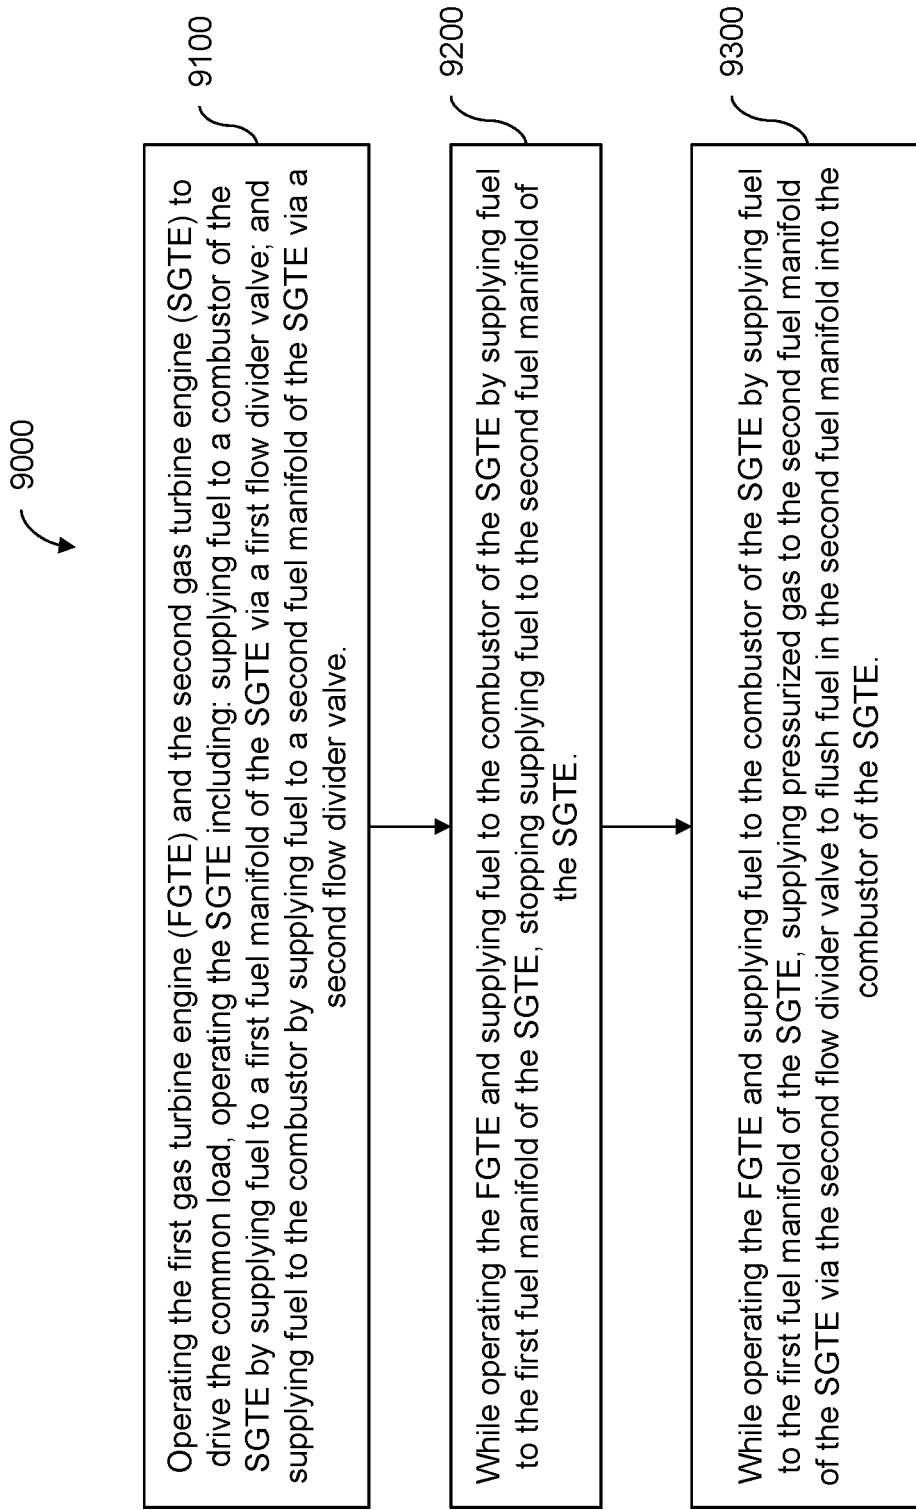 9000
9100
Operating the first gas turbine engine (FGTE) and the second gas turbine engine (SGTE) to
drive the common load, operating the SGTE including: supplying fuel to a combustor of the
SGTE by supplying fuel to a first fuel manifold of the SGTE via a first flow divider valve; and
supplying fuel to the combustor by supplying fuel to a second fuel manifold of the SGTE via a
second flow divider valve.
9200
While operating the FGTE and supplying fuel to the combustor of the SGTE by supplying fuel
to the first fuel manifold of the SGTE, stopping supplying fuel to the second fuel manifold of
the SGTE.
9300
While operating the FGTE and supplying fuel to the combustor of the SGTE by supplying fuel
to the first fuel manifold of the SGTE, supplying pressurized gas to the second fuel manifold
of the SGTE via the second flow divider valve to flush fuel in the second fuel manifold into the
combustor of the SGTE.